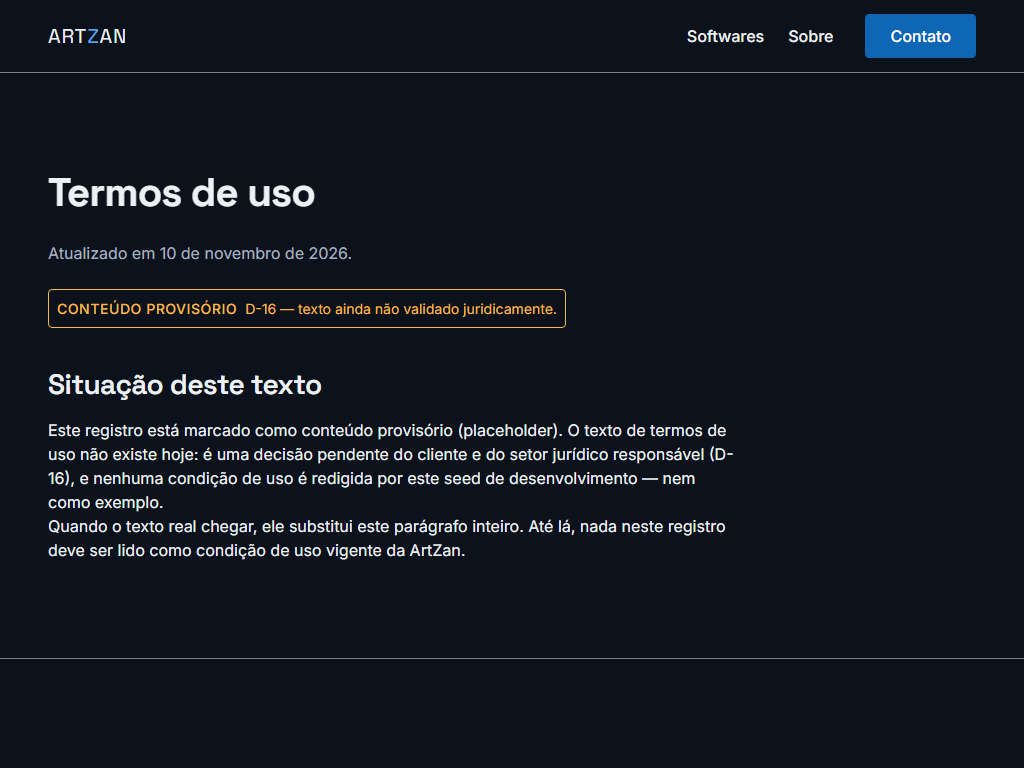 ARTZAN
Softwares
Sobre
Contato
Termos de uso
Atualizado em 10 de novembro de 2026.
CONTEÚDO PROVISÓRIO D-16 — texto ainda não validado juridicamente.
Situação deste texto
Este registro está marcado como conteúdo provisório (placeholder). O texto de termos de
uso não existe hoje: é uma decisão pendente do cliente e do setor jurídico responsável (D-
16), e nenhuma condição de uso é redigida por este seed de desenvolvimento — nem
como exemplo.
Quando o texto real chegar, ele substitui este parágrafo inteiro. Até lá, nada neste registro
deve ser lido como condição de uso vigente da ArtZan.